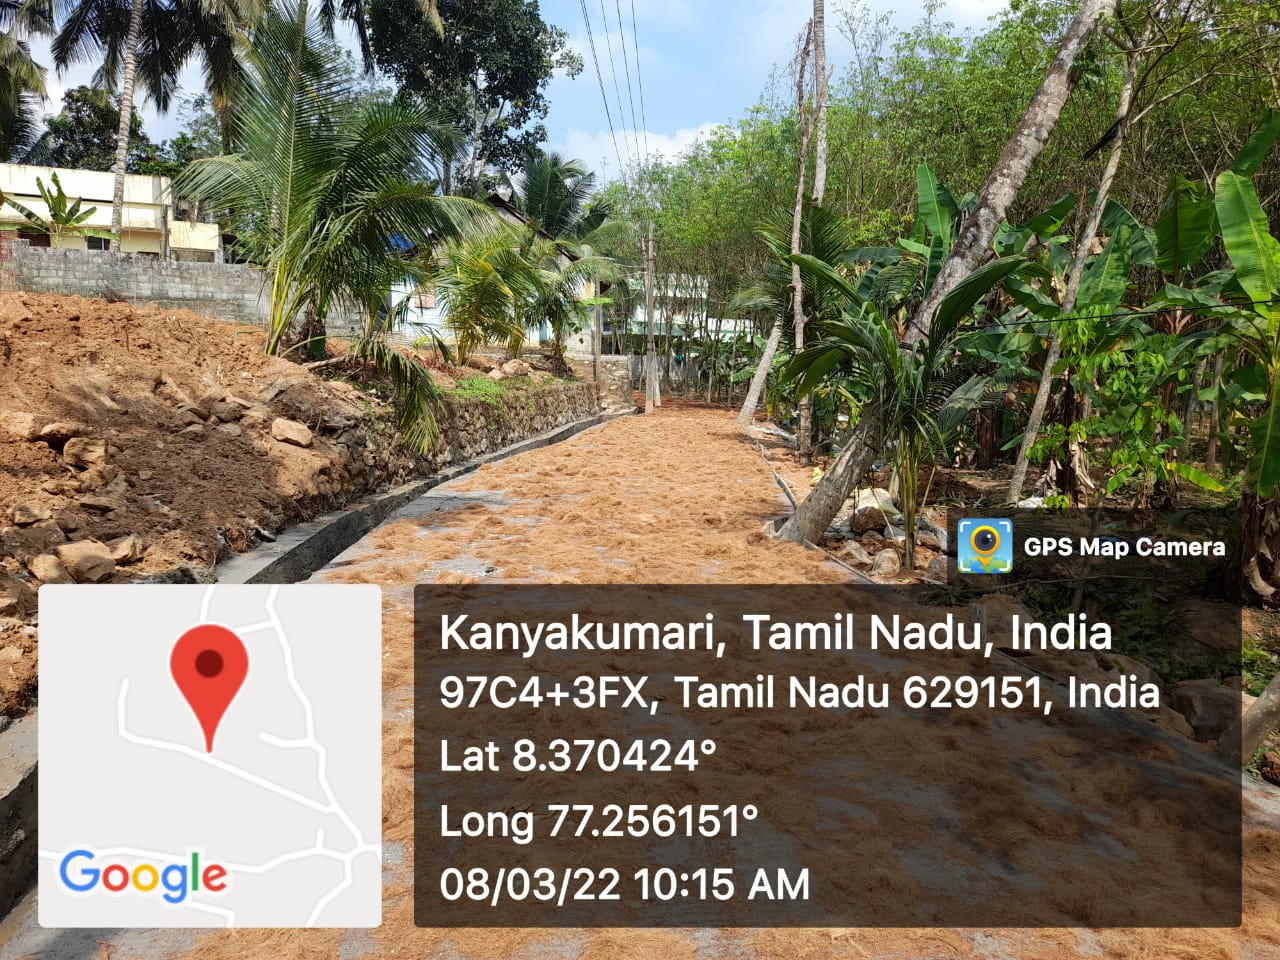 GPS Map Camera
Kanyakumari, Tamil Nadu, India
97C4+3FX, Tamil Nadu 629151, India
Lat 8.370424°
Long 77.256151°
08/03/22 10:15 AM
Google